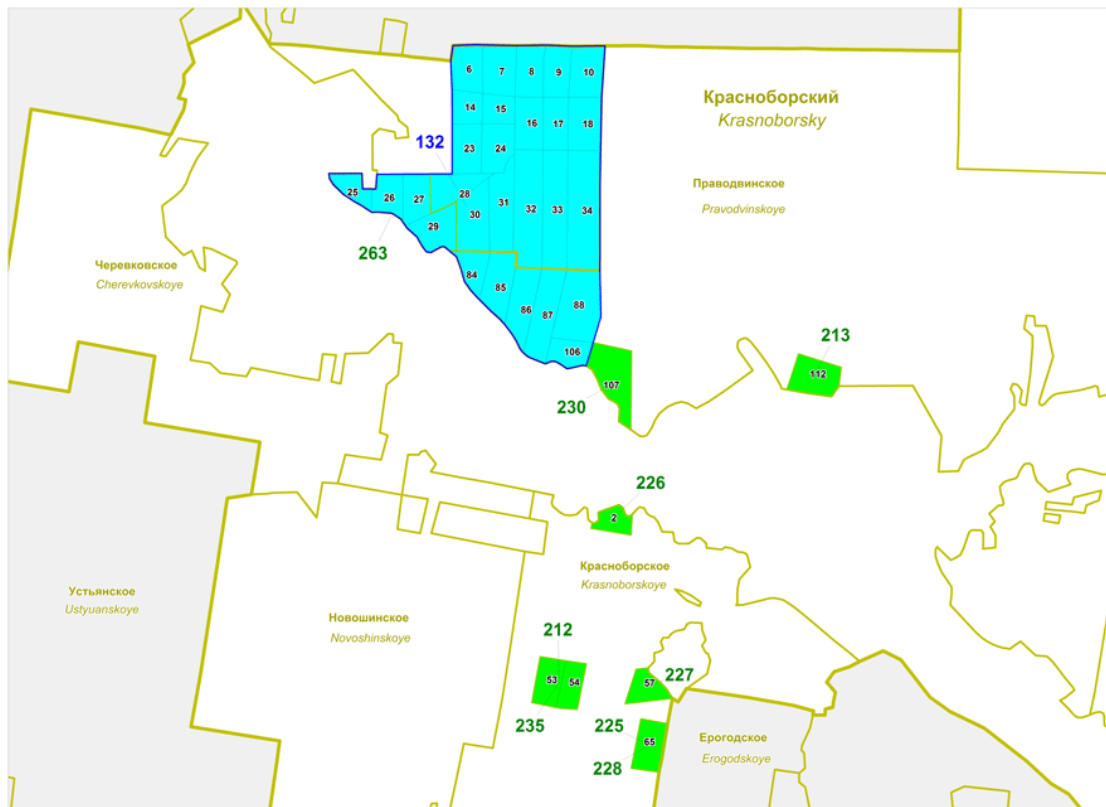 6 7 8 9 10
Красноборский
Krasnoborsky
14 15 16 17 18
132
23 24
Праводвинское
Pravodvinskoye
25 26 27 28
29 30 31 32 33 34
263
Черевковское
Cherevkovskoye
84 85 86 87 88
213
106
112
107
230
226
2
Красноборское
Krasnoborskoye
Устьянское
Ustyuanskoye
Новошинское
Novoshinskoye
212
53 54
57
227
235
225
65
228
Ерогодское
Erogodskoye